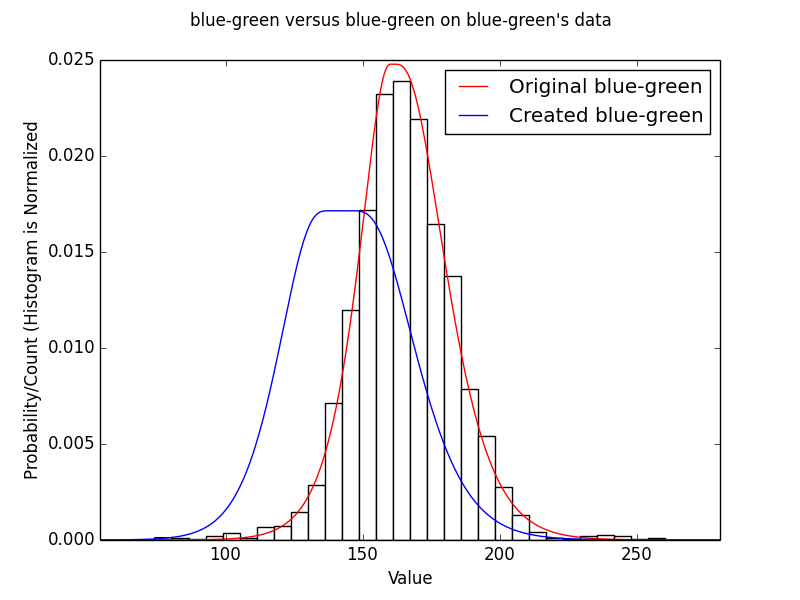 blue-green versus blue-green on blue-green's data
0.025
0.020
0.015
0.010
0.005
0.000
Probability/Count (Histogram is Normalized
Original blue-green
Created blue-green
100
150
200
250
Value